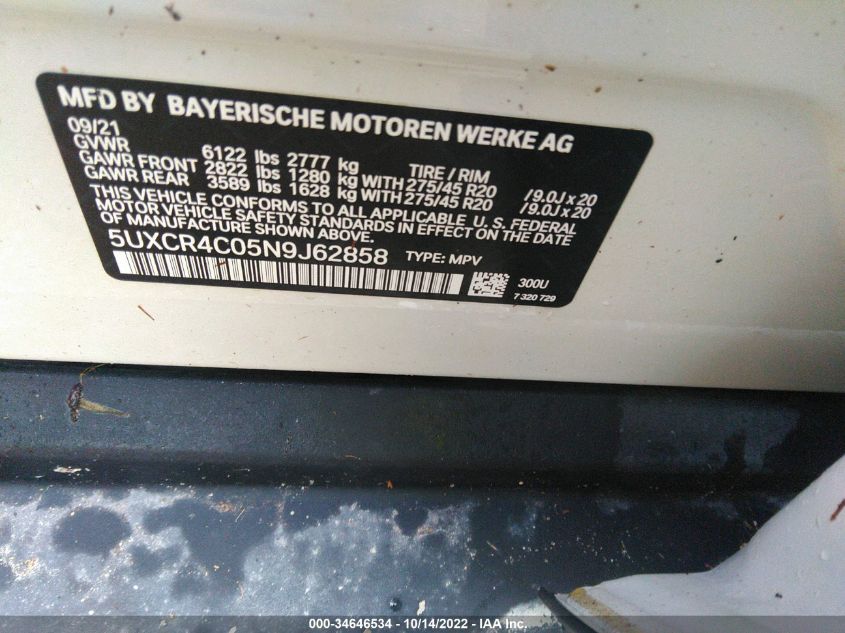 MFD BY BAYERISCHE MOTOREN WERKE AG
09/21
GVWR 6122 lbs 2777 kg TIRE / RIM
GAWR FRONT 2822 lbs 1280 kg WITH 275/45 R20 / 9.0J x 20
GAWR REAR 3589 lbs 1628 kg WITH 275/45 R20 / 9.0J x 20
THIS VEHICLE CONFORMS TO ALL APPLICABLE U. S. FEDERAL
MOTOR VEHICLE SAFETY STANDARDS IN EFFECT ON THE DATE
OF MANUFACTURE SHOWN ABOVE.
5UXCR4C05N9J62858 TYPE: MPV
300U
7 320 729
000-34646534 - 10/14/2022 - IAA Inc.